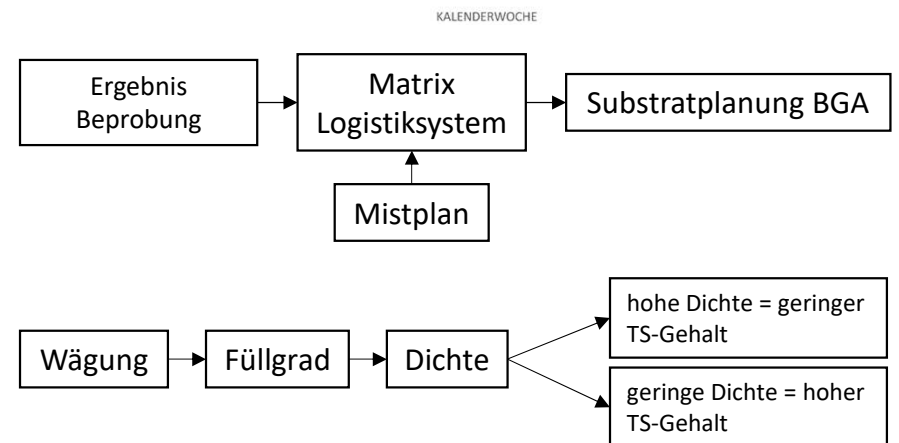 KALENDERWOCHE
Ergebnis
Beprobung
Matrix
Logistiksystem
Substratplanung BGA
Mistplan
Wägung
Füllgrad
Dichte
hohe Dichte = geringer
TS-Gehalt
geringe Dichte = hoher
TS-Gehalt